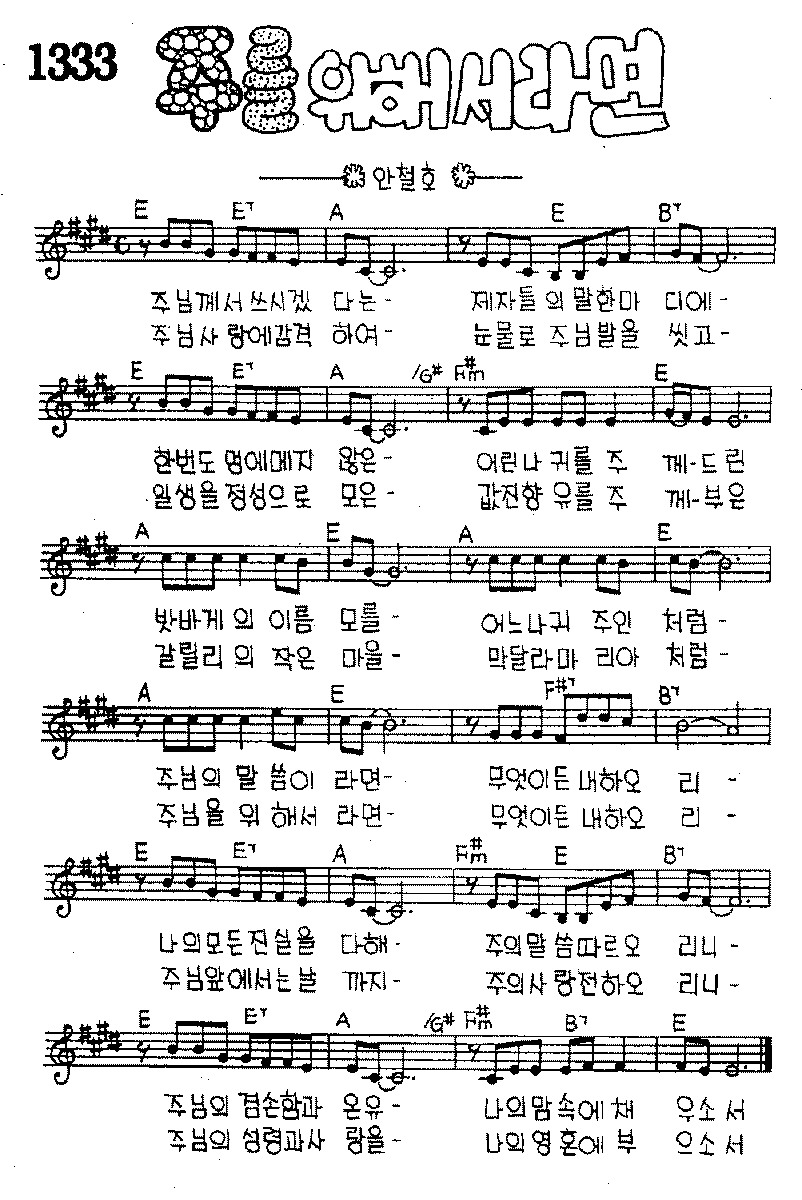 1333 주를 위해서라면
안철호
E E7 A E B7
주님께서 쓰시겠 다는- 제자들의 말한마 디에-
주님사랑에감격 하여- 눈물로 주님발을 씻고-
E E7 A /G# F#m E
한번도 멍에메지 않은- 어린나귀를 주 께-드린
일생을 정성으로 모은- 값진향유를 주 께-부은
A E A E
밧바게의 이름 모를- 어느나귀 주인 처럼-
갈릴리의 작은 마을- 막달라마 리아 처럼-
A E F#7 B7
주님의 말 씀이 라면- 무엇이든 내하오 리 -
주님을 위 해서 라면- 무엇이든 내하오 리 -
E E7 A F#m E B7
나의모든진실을 다해- 주의말 씀따르오 리니-
주님앞에서는날 까지- 주의사 랑전하오 리니-
E E7 A /G# F#m B7 E
주님의 겸손함과 온유- 나의맘속에 채 우소서
주님의 성령과사 랑을- 나의영혼에 부 으소서